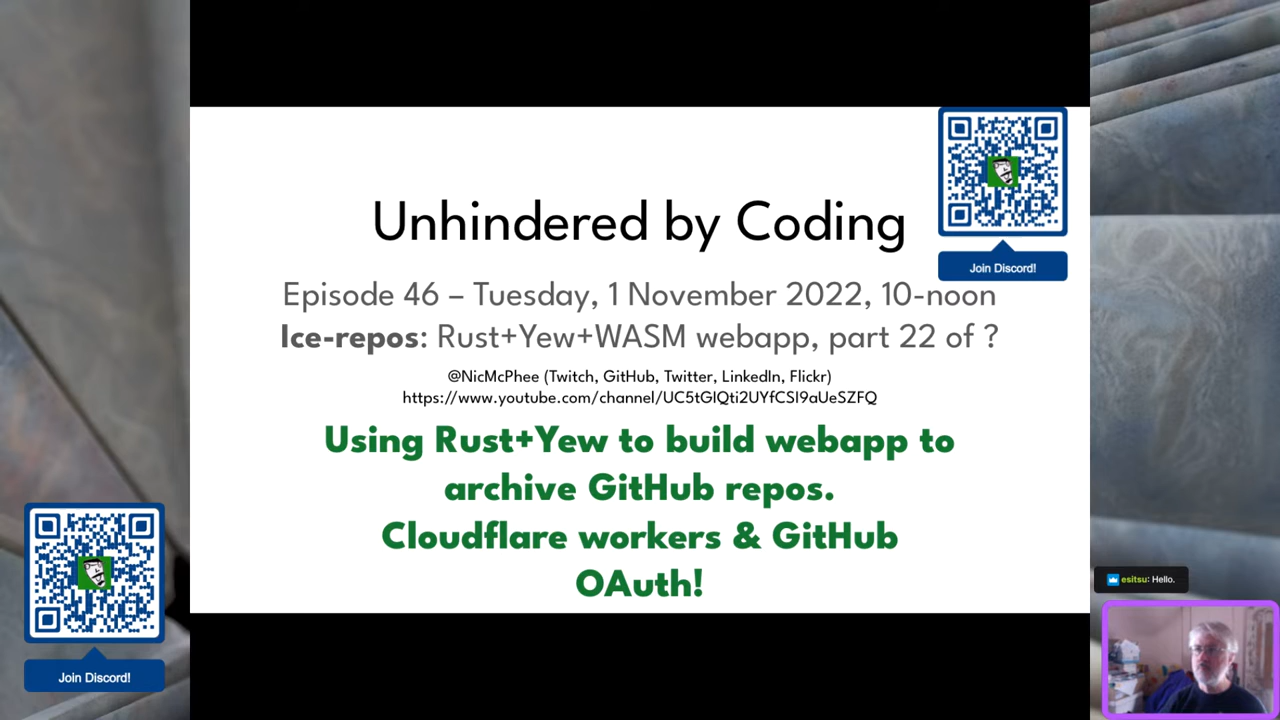 Unhindered by Coding
Join Discord!
Episode 46 – Tuesday, 1 November 2022, 10-noon
Ice-repos: Rust+Yew+WASM webapp, part 22 of ?
@NicMcPhee (Twitch, GitHub, Twitter, LinkedIn, Flickr)
https://www.youtube.com/channel/UC5tGIQti2UYfCSI9aUeSZFQ
Using Rust+Yew to build webapp to
archive GitHub repos.
Cloudflare workers & GitHub
OAuth!
esitsu: Hello.
Join Discord!